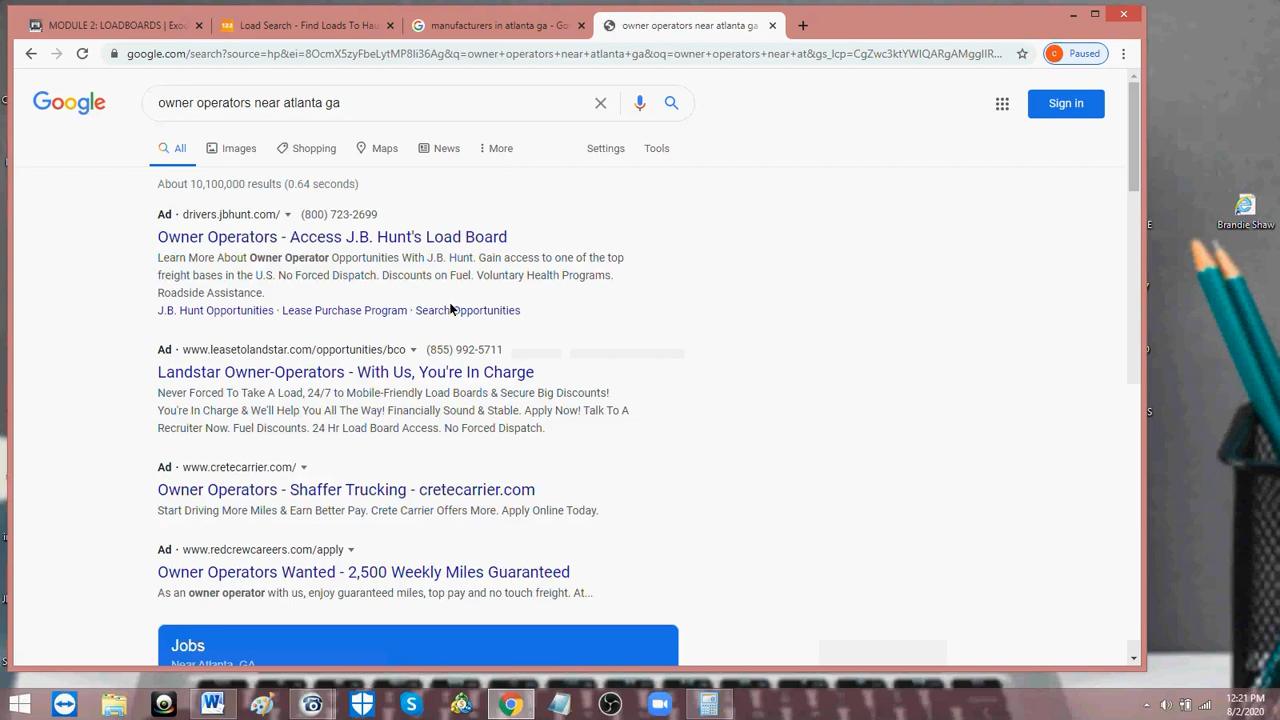 MODULE 2: LOADBOARDS | Exo
Load Search - Find Loads To Hau
manufacturers in atlanta ga - Go
owner operators near atlanta ga
google.com/search?source=hp&ei=8OcmX5zvFbeLytMP8Ii36Ag&q=owner+operators+near+atlanta+ga&oq=owner+operators+near+at&gs_lcp=CgZwc3ktYWIQARgAMggIIR...
C Paused
Google
owner operators near atlanta ga
Sign in
All
Images
Shopping
Maps
News
More
Settings
Tools
About 10,100,000 results (0.64 seconds)
Ad · drivers.jbhunt.com/ (800) 723-2699
Owner Operators - Access J.B. Hunt's Load Board
Learn More About Owner Operator Opportunities With J.B. Hunt. Gain access to one of the top
freight bases in the U.S. No Forced Dispatch. Discounts on Fuel. Voluntary Health Programs.
Roadside Assistance.
J.B. Hunt Opportunities · Lease Purchase Program · Search Opportunities
Ad · www.leasetolandstar.com/opportunities/bco (855) 992-5711
Landstar Owner-Operators - With Us, You're In Charge
Never Forced To Take A Load, 24/7 to Mobile-Friendly Load Boards & Secure Big Discounts!
You're In Charge & We'll Help You All The Way! Financially Sound & Stable. Apply Now! Talk To A
Recruiter Now. Fuel Discounts. 24 Hr Load Board Access. No Forced Dispatch.
Ad · www.cretecarrier.com/
Owner Operators - Shaffer Trucking - cretecarrier.com
Start Driving More Miles & Earn Better Pay. Crete Carrier Offers More. Apply Online Today.
Ad · www.redcrewcareers.com/apply
Owner Operators Wanted - 2,500 Weekly Miles Guaranteed
As an owner operator with us, enjoy guaranteed miles, top pay and no touch freight. At...
Jobs
Near Atlanta, GA
Brandie Shaw
12:21 PM
8/2/2020